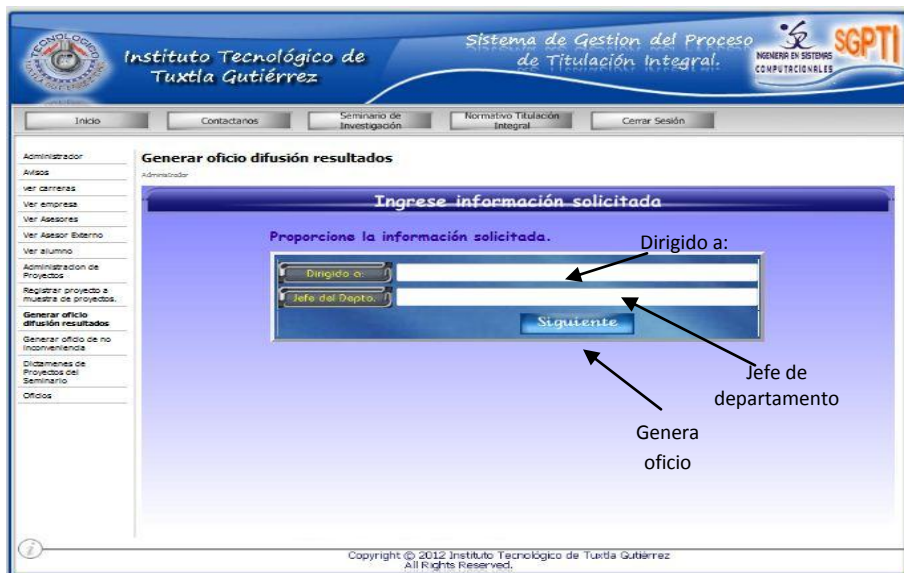 TECNOLOGICO
Instituto Tecnológico de
Tuxtla Gutiérrez
Sistema de Gestion del Proceso
de Titulación Integral.
INGENIERIA EN SISTEMAS
COMPUTACIONALES
SGPTI
Inicio
Contactanos
Seminario de
Investigación
Normativo Titulación
Integral
Cerrar Sesión
Administrador
Avisos
ver carreras
Ver empresa
Ver Asesores
Ver Asesor Externo
Ver alumno
Administracion de
Proyectos
Registrar proyecto a
muestra de proyectos.
Generar oficio
difusión resultados
Generar oficio de no
inconveniencia
Dictamenes de
Proyectos del
Seminario
Oficios
Generar oficio difusión resultados
Administrador
Ingrese información solicitada
Proporcione la información solicitada.
Dirigido a:
Dirigido a:
Jefe del Depto.
Siguiente
Jefe de
departamento
Genera
oficio
Copyright © 2012 Instituto Tecnológico de Tuxtla Gutiérrez
All Rights Reserved.